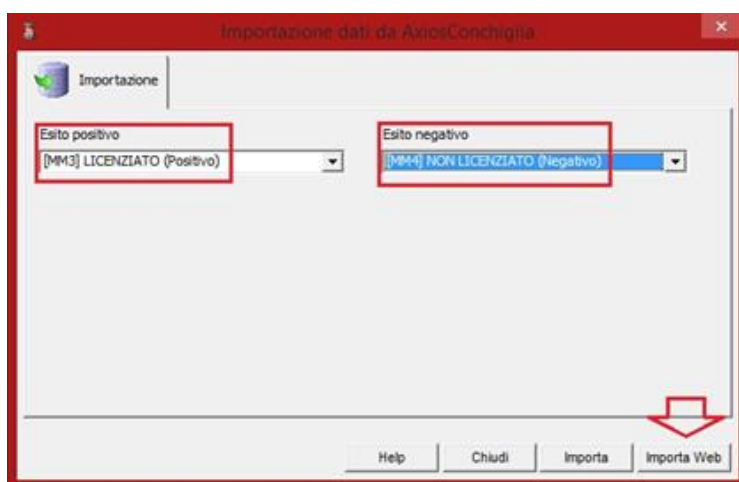 Importazione dati da AxiosConchiglia
Importazione
Esito positivo
Esito negativo
[MM3] LICENZIATO (Positivo)
[MM4] NON LICENZIATO (Negativo)
Help
Chiudi
Importa
Importa Web